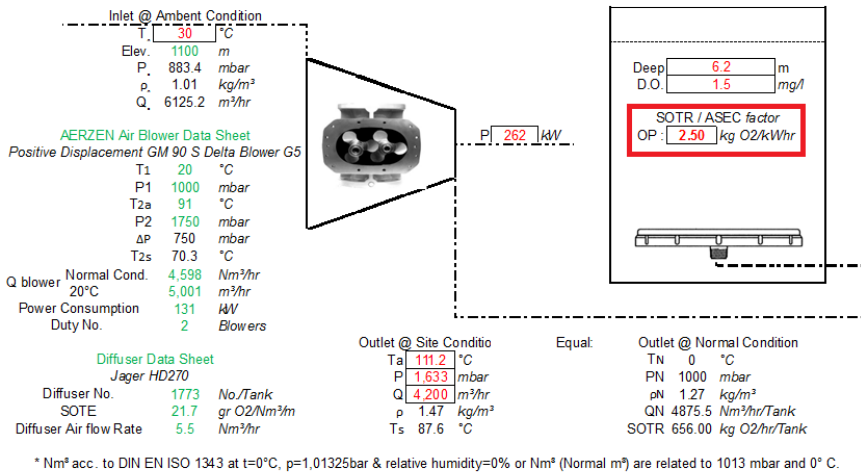 Inlet @ Ambent Condition
T. 30 °C
Elev. 1100 m
P. 883.4 mbar
ρ. 1.01 kg/m³
Q. 6125.2 m³/hr
AERZEN Air Blower Data Sheet
Positive Displacement GM 90 S Delta Blower G5
T1 20 °C
P1 1000 mbar
T2a 91 °C
P2 1750 mbar
ΔP 750 mbar
T2s 70.3 °C
Q blower Normal Cond. 4,598 Nm³/hr
20°C 5,001 m³/hr
Power Consumption 131 kW
Duty No. 2 Blowers
Diffuser Data Sheet
Jager HD270
Diffuser No. 1773 No./Tank
SOTE 21.7 gr O2/Nm³/m
Diffuser Air flow Rate 5.5 Nm³/hr
P 262 kW
Deep 6.2 m
D.O. 1.5 mg/l
SOTR / ASEC factor
OP : 2.50 kg O2/kWhr
Outlet @ Site Conditio
Ta 111.2 °C
P 1,633 mbar
Q 4,200 m³/hr
ρ 1.47 kg/m³
Ts 87.6 °C
Equal:
Outlet @ Normal Condition
TN 0 °C
PN 1000 mbar
ρN 1.27 kg/m³
QN 4875.5 Nm³/hr/Tank
SOTR 656.00 kg O2/hr/Tank
* Nm³ acc. to DIN EN ISO 1343 at t=0°C, p=1,01325bar & relative humidity=0% or Nm³ (Normal m³) are related to 1013 mbar and 0° C.